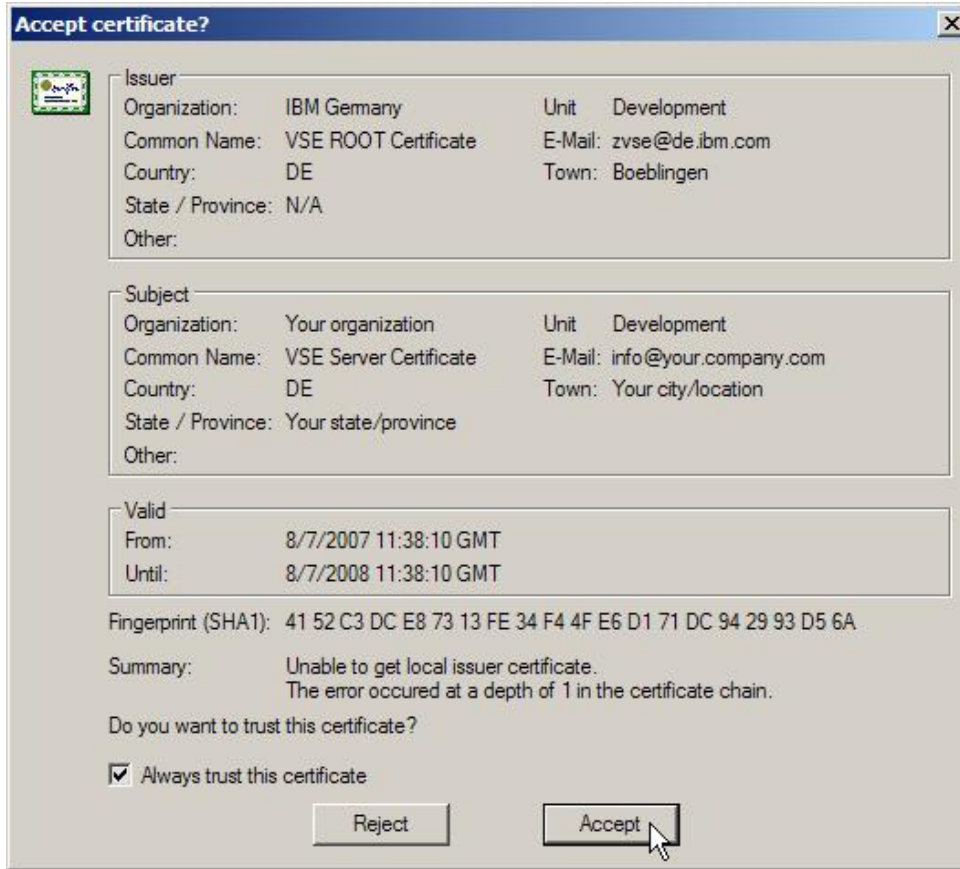 Accept certificate?
Issuer
Organization: IBM Germany Unit Development
Common Name: VSE ROOT Certificate E-Mail: zvse@de.ibm.com
Country: DE Town: Boeblingen
State / Province: N/A
Other:
Subject
Organization: Your organization Unit Development
Common Name: VSE Server Certificate E-Mail: info@your.company.com
Country: DE Town: Your city/location
State / Province: Your state/province
Other:
Valid
From: 8/7/2007 11:38:10 GMT
Until: 8/7/2008 11:38:10 GMT
Fingerprint (SHA1): 41 52 C3 DC E8 73 13 FE 34 F4 4F E6 D1 71 DC 94 29 93 D5 6A
Summary: Unable to get local issuer certificate.
The error occured at a depth of 1 in the certificate chain.
Do you want to trust this certificate?
Always trust this certificate
Reject Accept